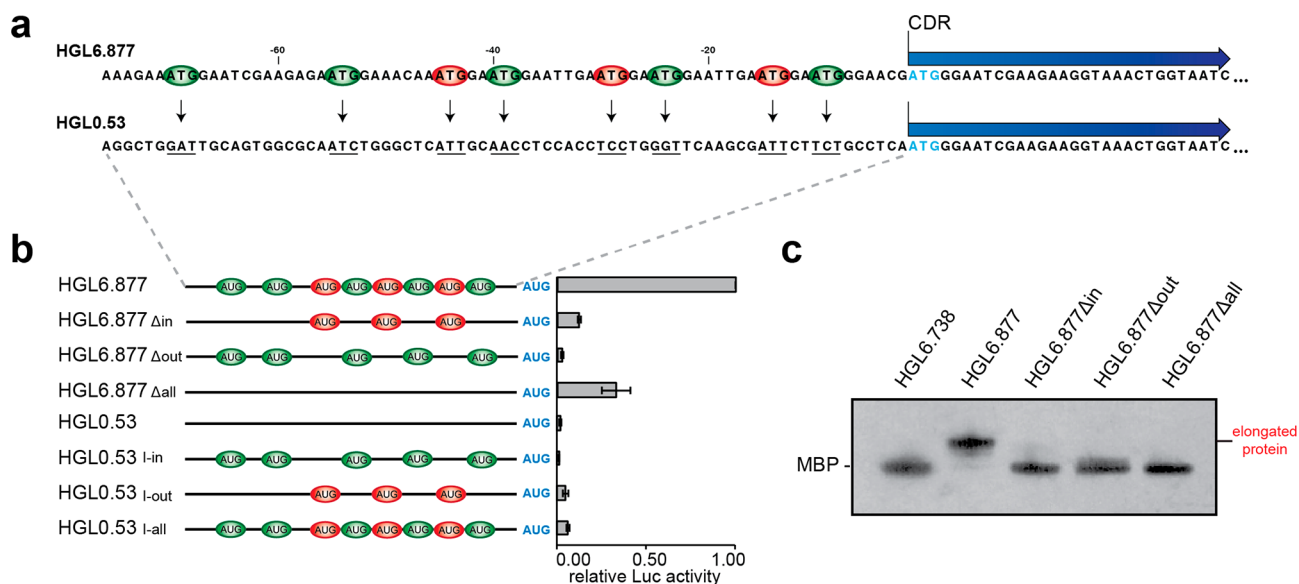 a
CDR
HGL6.877
-60 -40 -20
AAAGAAATGGAATCGAAGAGAATGGAAACAAATGGAATGGAATTGAATGGAATGGAATTGAATGGAATGGGAACGATGGGAATCGAAGAAGGTAAACTGGTAATC...
HGL0.53
AGGCTGGATTGCAGTGGCGCAATCTGGGCTCATTGCAACCTCCACCTCCTGGGTTCAAGCGATTCTTCTGCCTCAATGGGAATCGAAGAAGGTAAACTGGTAATC...
b
HGL6.877 AUG AUG AUG AUG AUG AUG AUG AUG AUG
HGL6.877 Δin AUG AUG AUG AUG
HGL6.877 Δout AUG AUG AUG AUG AUG AUG
HGL6.877 Δall AUG
HGL0.53 AUG
HGL0.53 I-in AUG AUG AUG AUG AUG AUG
HGL0.53 I-out AUG AUG AUG AUG
HGL0.53 I-all AUG AUG AUG AUG AUG AUG AUG AUG AUG
0.00 0.50 1.00
relative Luc activity
c
HGL6.738
HGL6.877
HGL6.877Δin
HGL6.877Δout
HGL6.877Δall
MBP -
elongated
protein